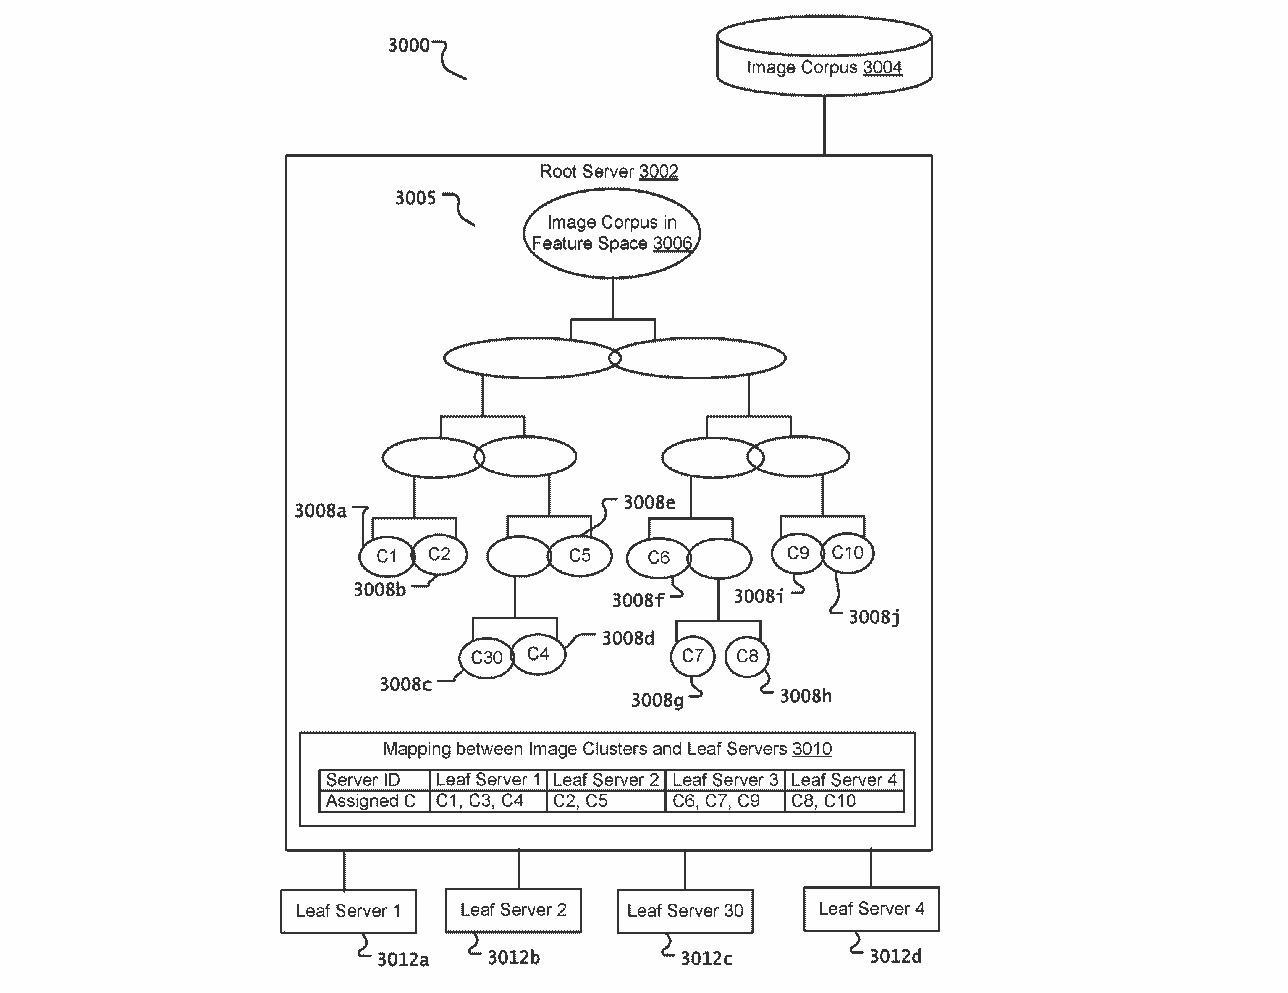 3000
Image Corpus 3004
Root Server 3002
3005
Image Corpus in
Feature Space 3006
3008a
3008e
C1
C2
C5
C6
C9
C10
3008b
3008f
3008i
3008j
C30
C4
3008d
C7
C8
3008c
3008g
3008h
Mapping between Image Clusters and Leaf Servers 3010
Server ID Leaf Server 1 Leaf Server 2 Leaf Server 3 Leaf Server 4
Assigned C C1, C3, C4 C2, C5 C6, C7, C9 C8, C10
Leaf Server 1
Leaf Server 2
Leaf Server 30
Leaf Server 4
3012a
3012b
3012c
3012d